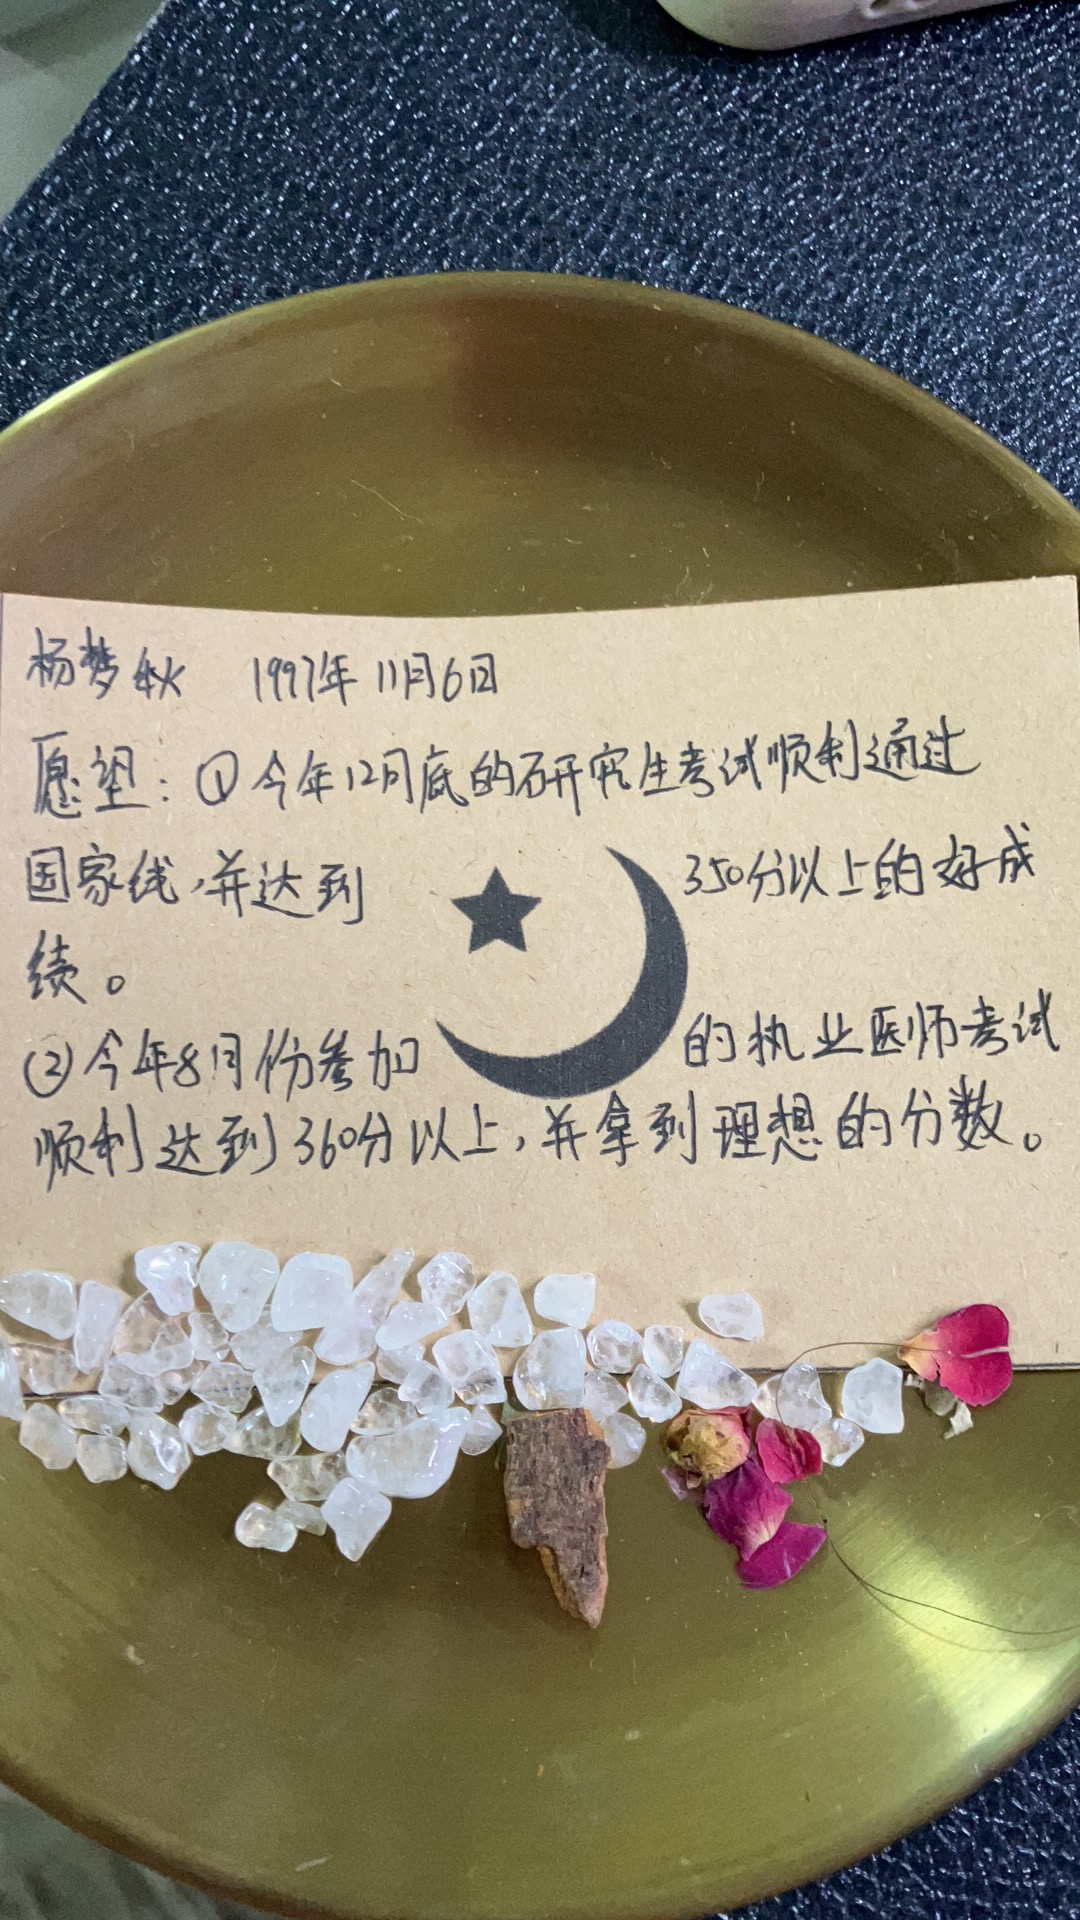 杨梦秋 1997年11月6日
愿望：①今年12月底的研究生考试顺利通过
国家线，并达到 350分以上的好成
绩。
②今年8月份参加 的执业医师考试
顺利达到360分以上，并拿到理想的分数。